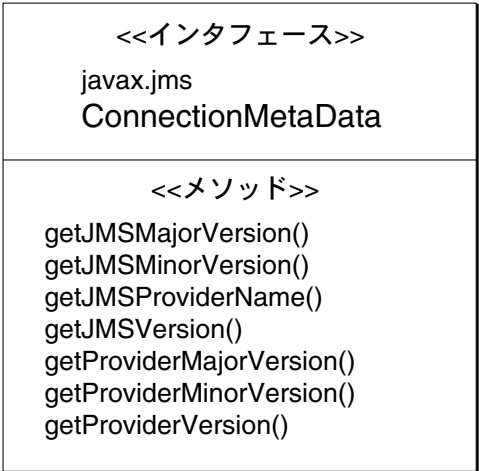 <<インタフェース>>
javax.jms
ConnectionMetaData
<<メソッド>>
getJMSMajorVersion()
getJMSMinorVersion()
getJMSProviderName()
getJMSVersion()
getProviderMajorVersion()
getProviderMinorVersion()
getProviderVersion()